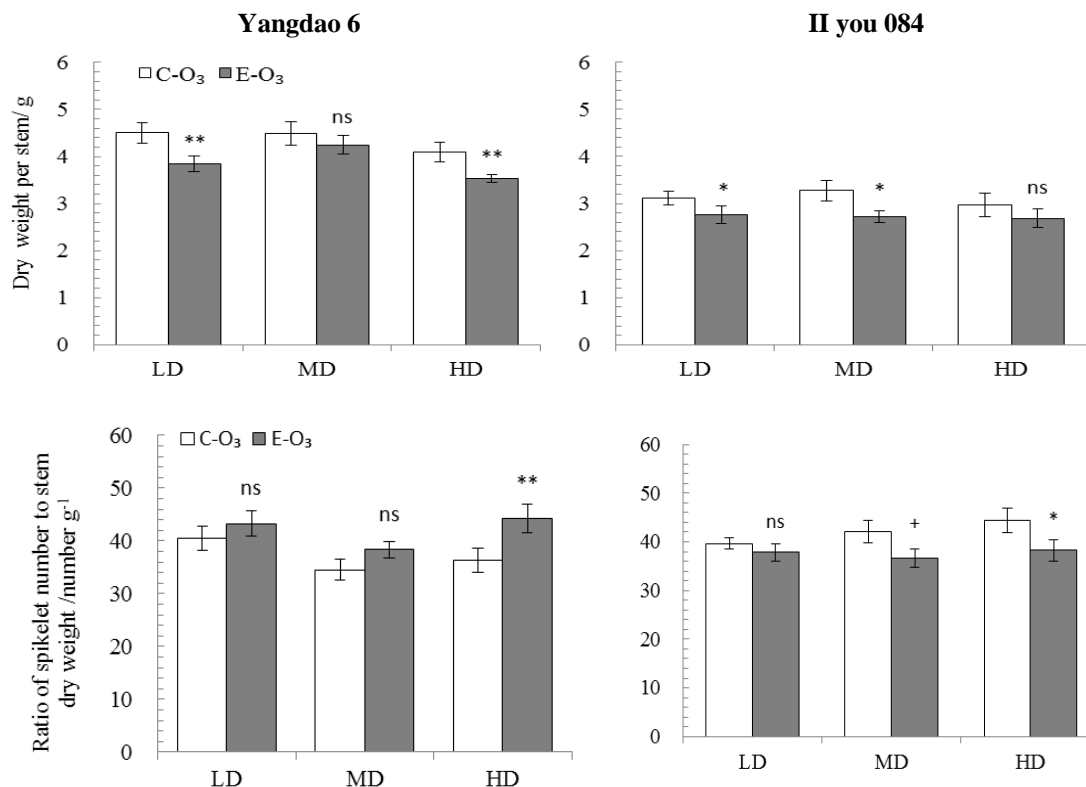 Yangdao 6
II you 084
Dry weight per stem/ g
6
5
4
3
2
1
0
C-O₃ E-O₃
** ns **
LD MD HD
6
5
4
3
2
1
0
* * ns
LD MD HD
Ratio of spikelet number to stem
dry weight /number g⁻¹
60
50
40
30
20
10
0
C-O₃ E-O₃
ns ns **
LD MD HD
60
50
40
30
20
10
0
ns + *
LD MD HD